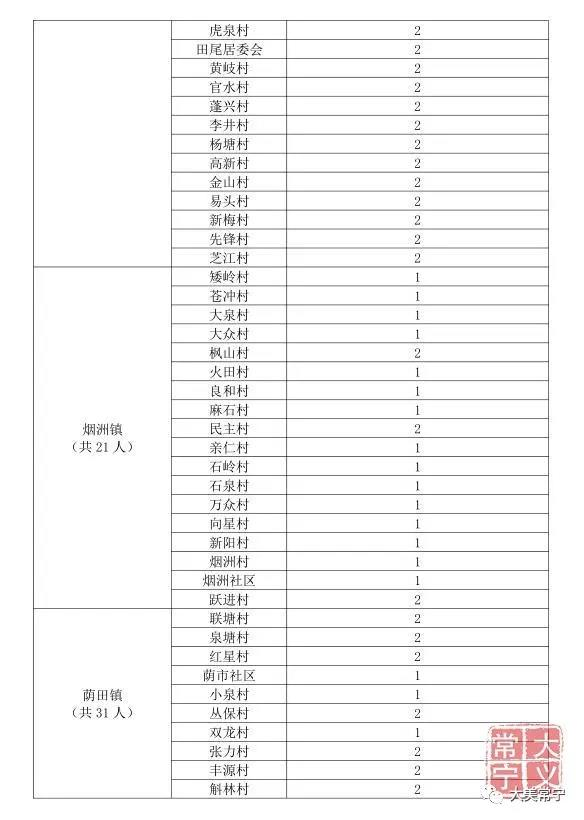 虎泉村 2
田尾居委会 2
黄岐村 2
官水村 2
蓬兴村 2
李井村 2
杨塘村 2
高新村 2
金山村 2
易头村 2
新梅村 2
先锋村 2
芝江村 2
矮岭村 1
苍冲村 1
大泉村 1
大众村 1
枫山村 2
火田村 1
良和村 1
麻石村 1
烟洲镇
（共 21 人）
民主村 2
亲仁村 1
石岭村 1
石泉村 1
万众村 1
向星村 1
新阳村 1
烟洲村 1
烟洲社区 1
跃进村 2
联塘村 2
泉塘村 2
红星村 2
荫市社区 1
荫田镇
（共 31 人）
小泉村 1
丛保村 2
双龙村 1
张力村 2
丰源村 2
斛林村 2
大义
常宁
大美常宁